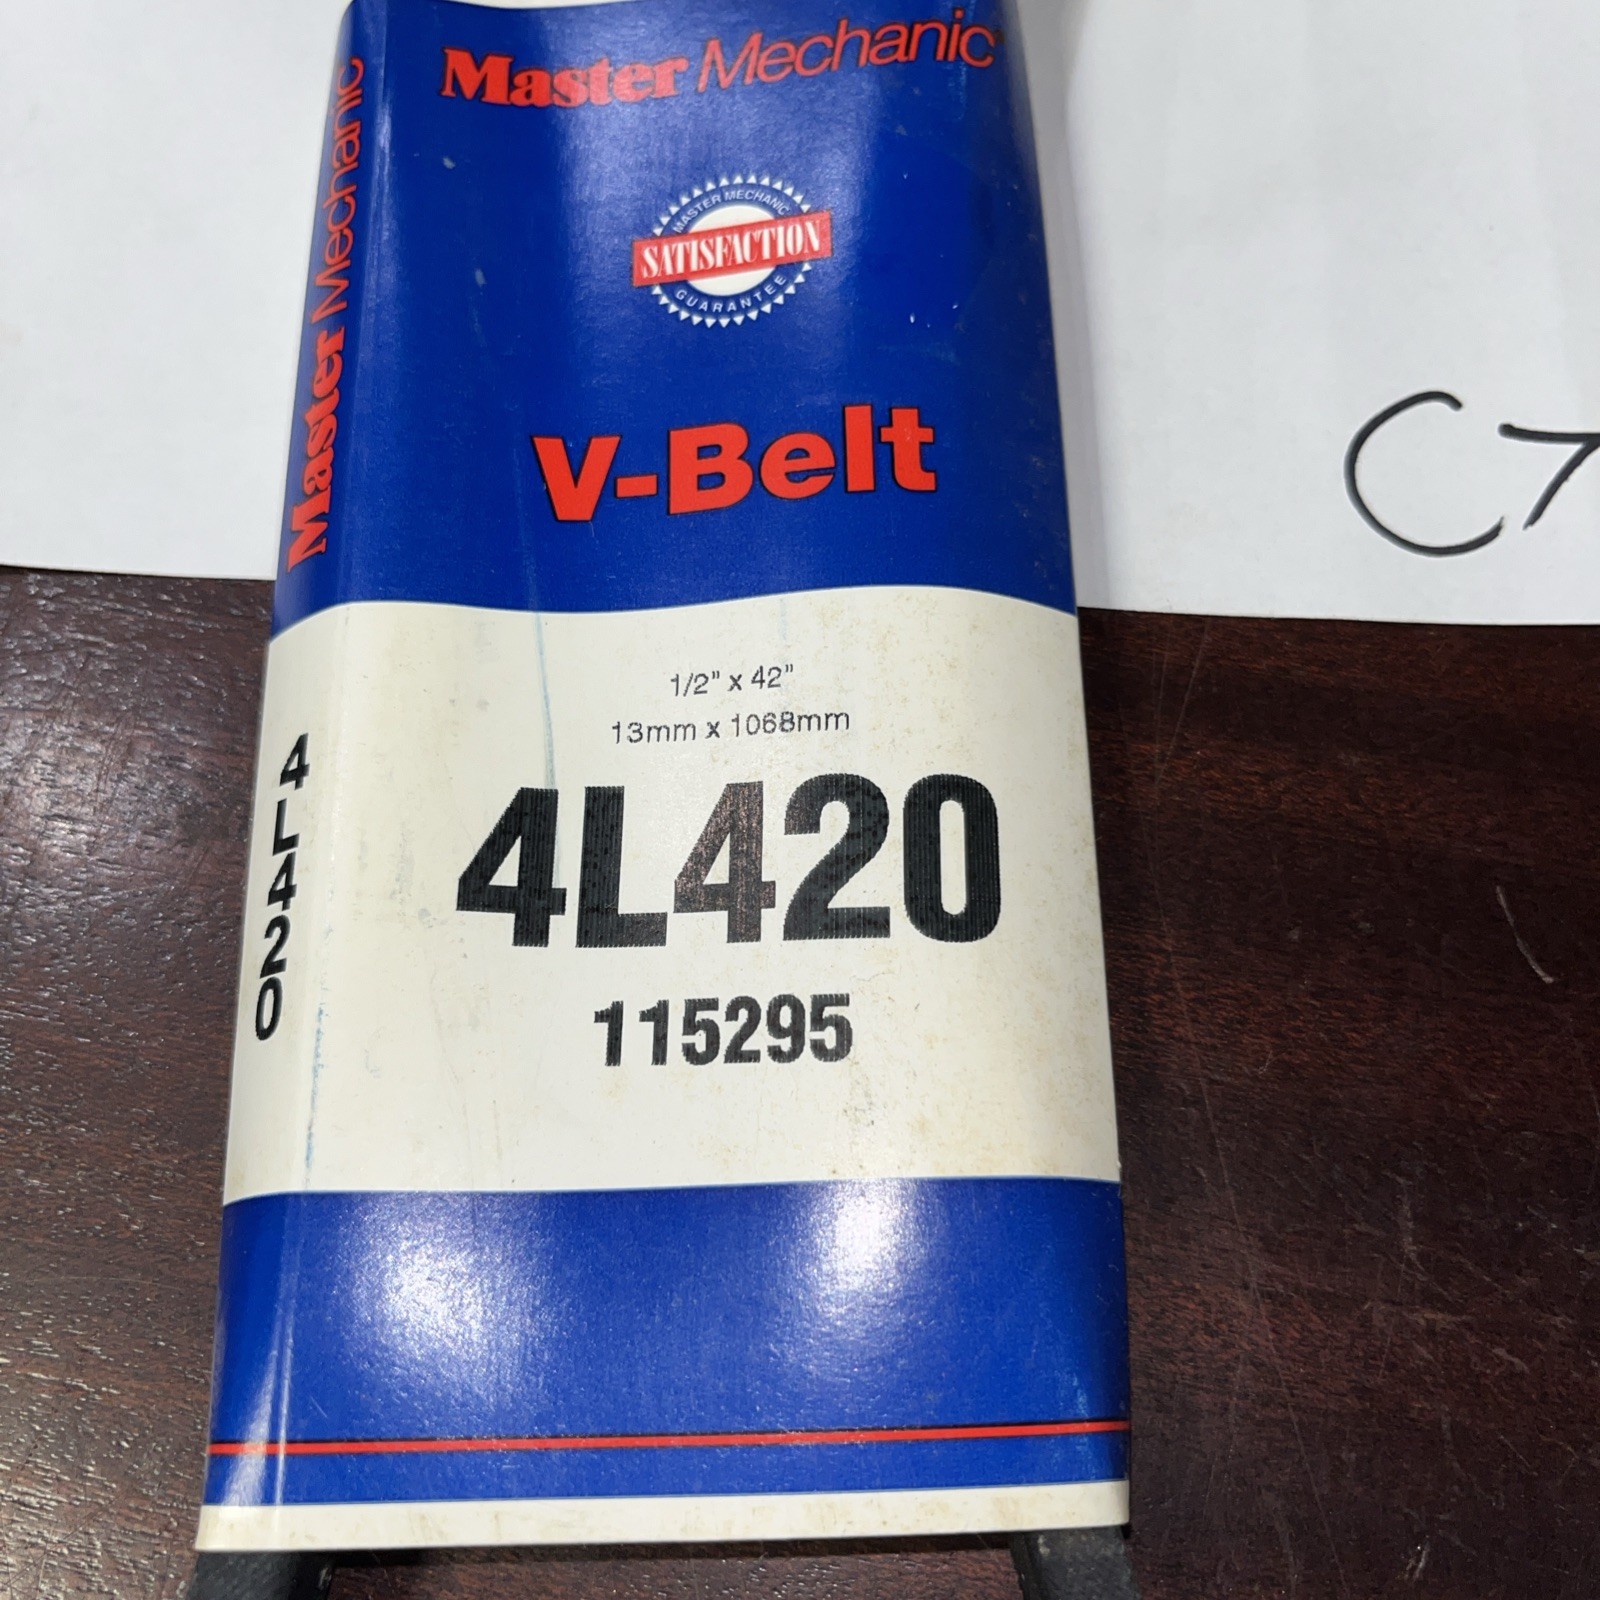 Master Mechanic
Master Mechanic
MASTER MECHANIC
SATISFACTION
GUARANTEE
V-Belt
C7
1/2" x 42"
13mm x 1068mm
4L420
4L420
115295